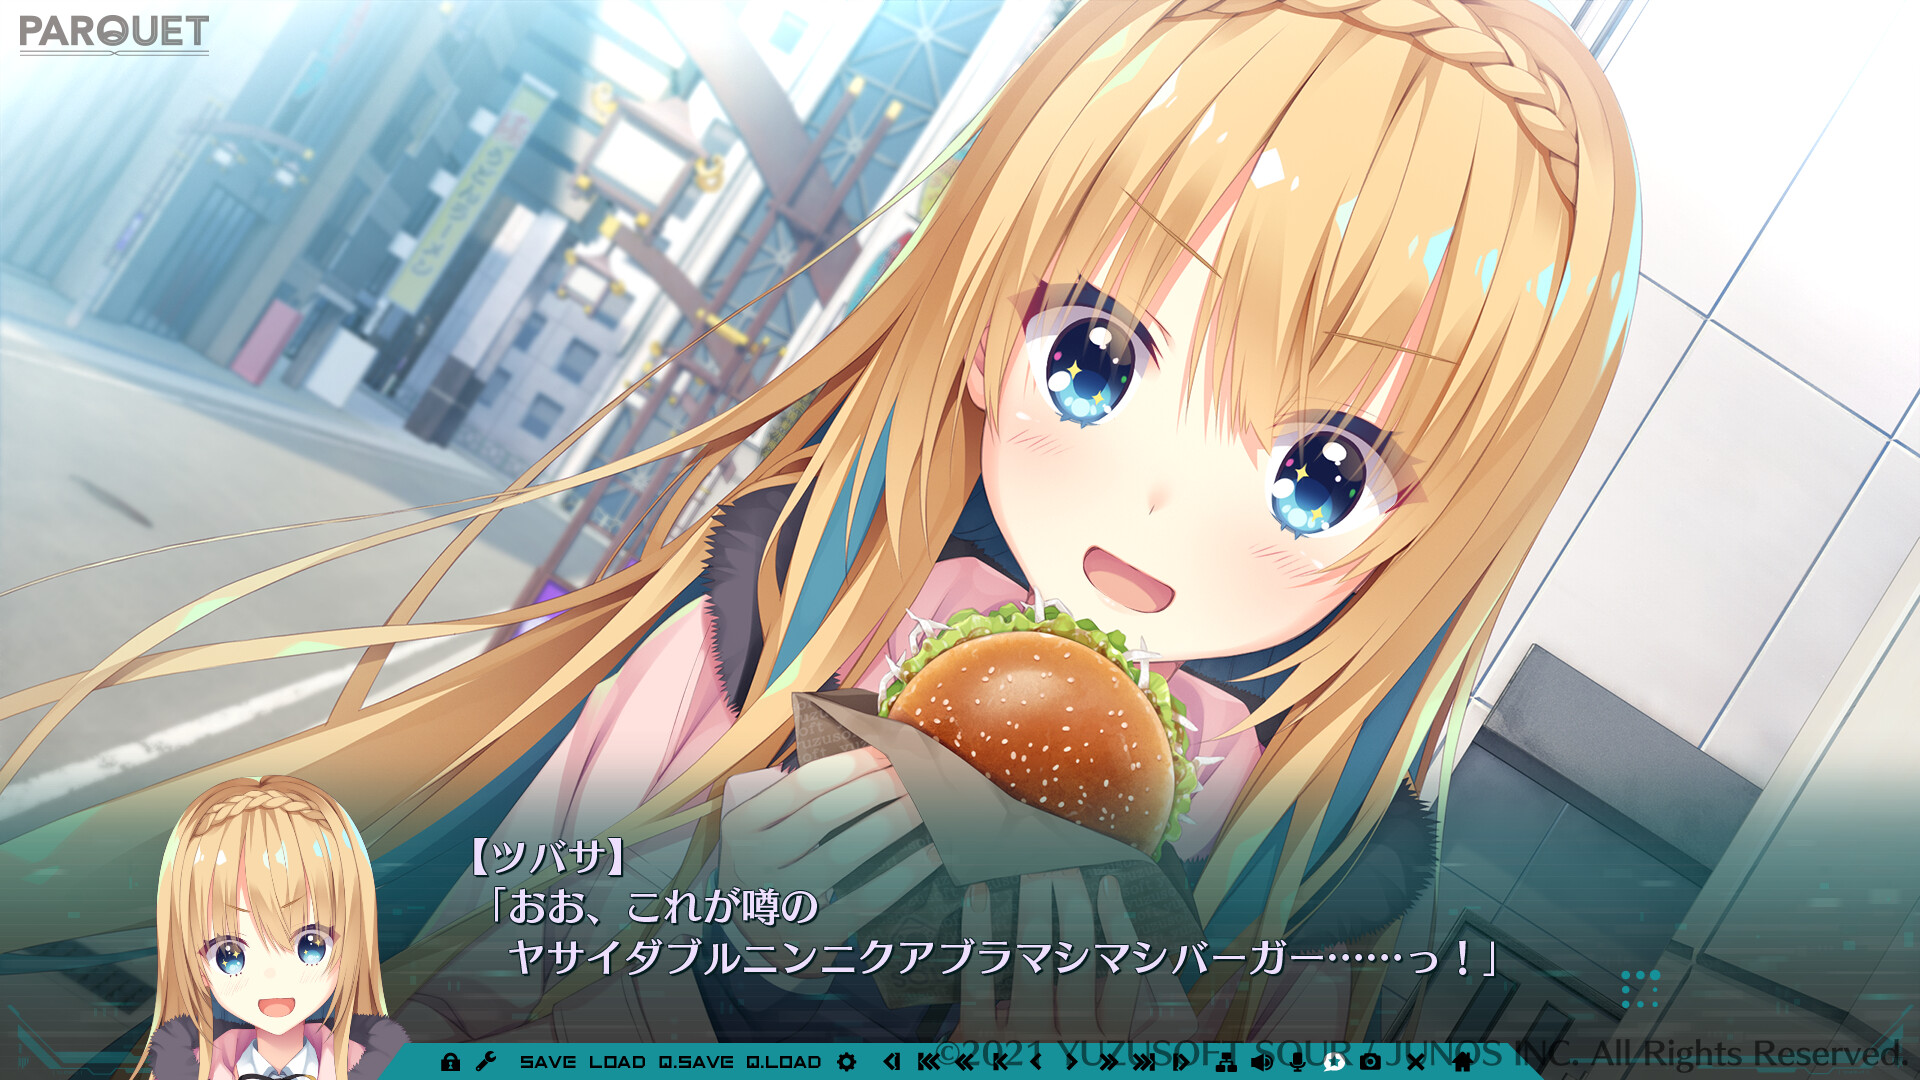 PARQUET
【ツバサ】
「おお、これが噂の
ヤサイダブルニンニクアブラマシマシバーガー……っ！」
SAVE LOAD Q.SAVE Q.LOAD
©2021 YUZUSOFT SOUR / JUNOS INC. All Rights Reserved.